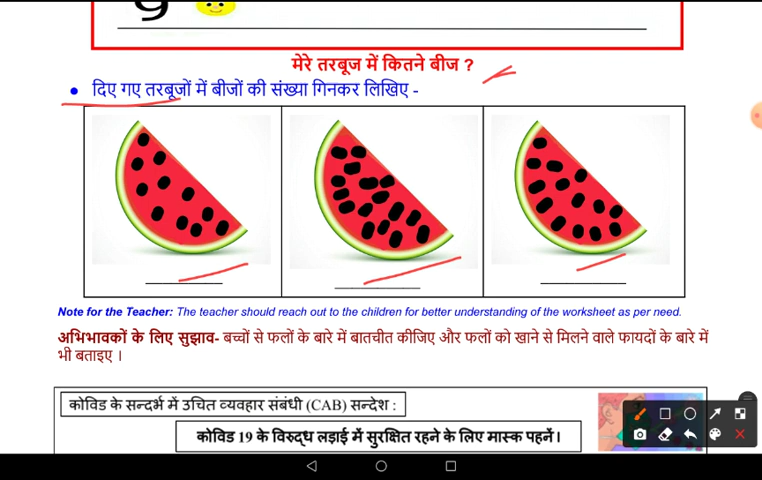 मेरे तरबूज में कितने बीज ?
• दिए गए तरबूजों में बीजों की संख्या गिनकर लिखिए -
Note for the Teacher: The teacher should reach out to the children for better understanding of the worksheet as per need.
अभिभावकों के लिए सुझाव- बच्चों से फलों के बारे में बातचीत कीजिए और फलों को खाने से मिलने वाले फायदों के बारे में
भी बताइए ।
कोविड के सन्दर्भ में उचित व्यवहार संबंधी (CAB) सन्देश :
कोविड 19 के विरुद्ध लड़ाई में सुरक्षित रहने के लिए मास्क पहनें।